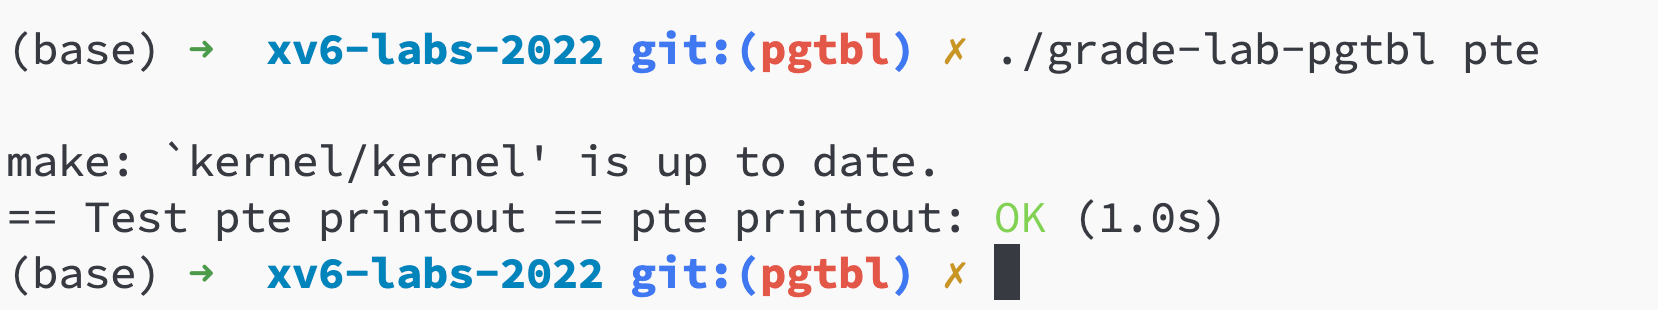 (base) ➜  xv6-labs-2022 git:(pgtbl) ✗ ./grade-lab-pgtbl pte
make: `kernel/kernel' is up to date.
== Test pte printout == pte printout: OK (1.0s)
(base) ➜  xv6-labs-2022 git:(pgtbl) ✗